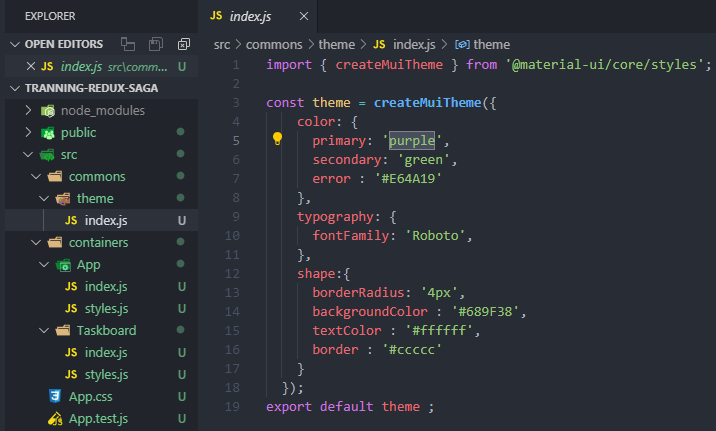 EXPLORER
OPEN EDITORS
JS index.js src\comm... U
TRANNING-REDUX-SAGA
node_modules
public
src
commons
theme
JS index.js U
containers
App
JS index.js U
JS styles.js U
Taskboard
JS index.js U
JS styles.js U
App.css U
App.test.js U
JS index.js
src > commons > theme > JS index.js > theme
1 import { createMuiTheme } from '@material-ui/core/styles';
2
3 const theme = createMuiTheme({
4 color: {
5 primary: 'purple',
6 secondary: 'green',
7 error : '#E64A19'
8 },
9 typography: {
10 fontFamily: 'Roboto',
11 },
12 shape:{
13 borderRadius: '4px',
14 backgroundColor : '#689F38',
15 textColor : '#ffffff',
16 border : '#ccccc'
17 }
18 });
19 export default theme ;